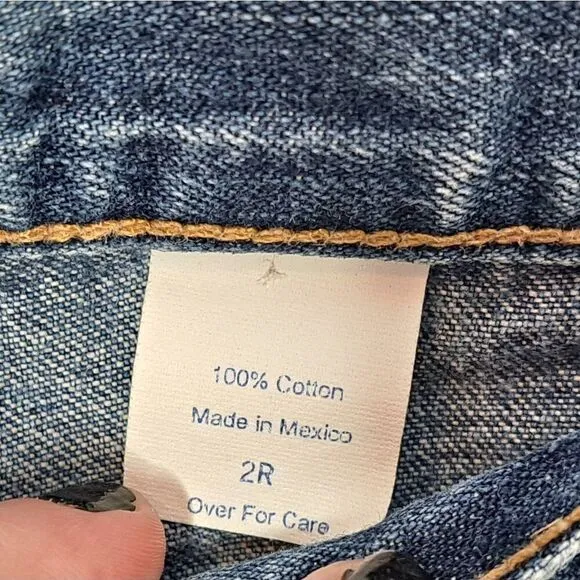 100% Cotton
Made in Mexico
2R
Over For Care